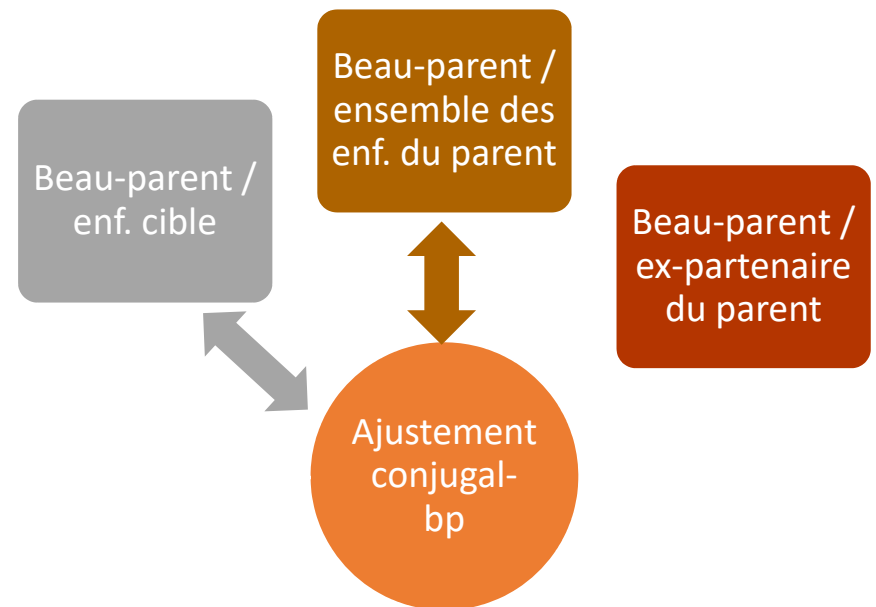 Beau-parent /
enf. cible
Beau-parent /
ensemble des
enf. du parent
Beau-parent /
ex-partenaire
du parent
Ajustement
conjugal-
bp